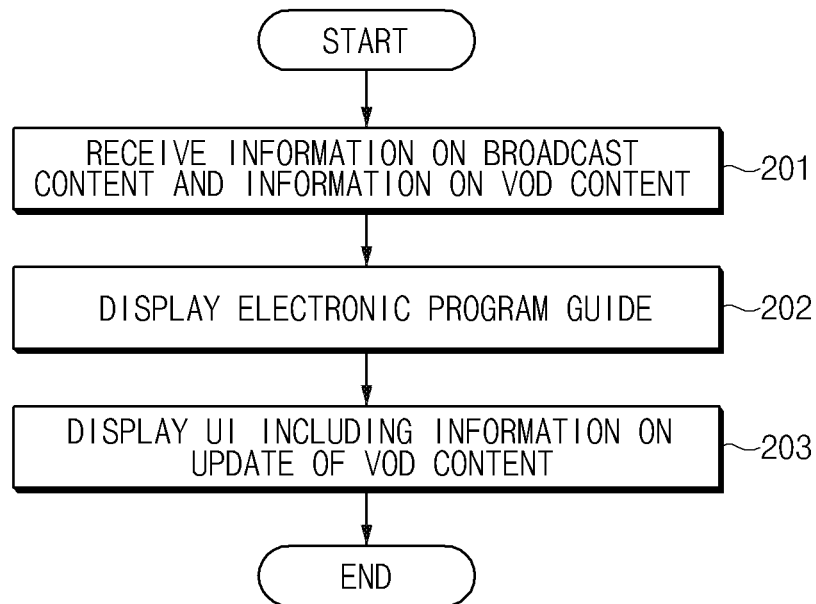 START
RECEIVE INFORMATION ON BROADCAST
CONTENT AND INFORMATION ON VOD CONTENT
201
DISPLAY ELECTRONIC PROGRAM GUIDE
202
DISPLAY UI INCLUDING INFORMATION ON
UPDATE OF VOD CONTENT
203
END